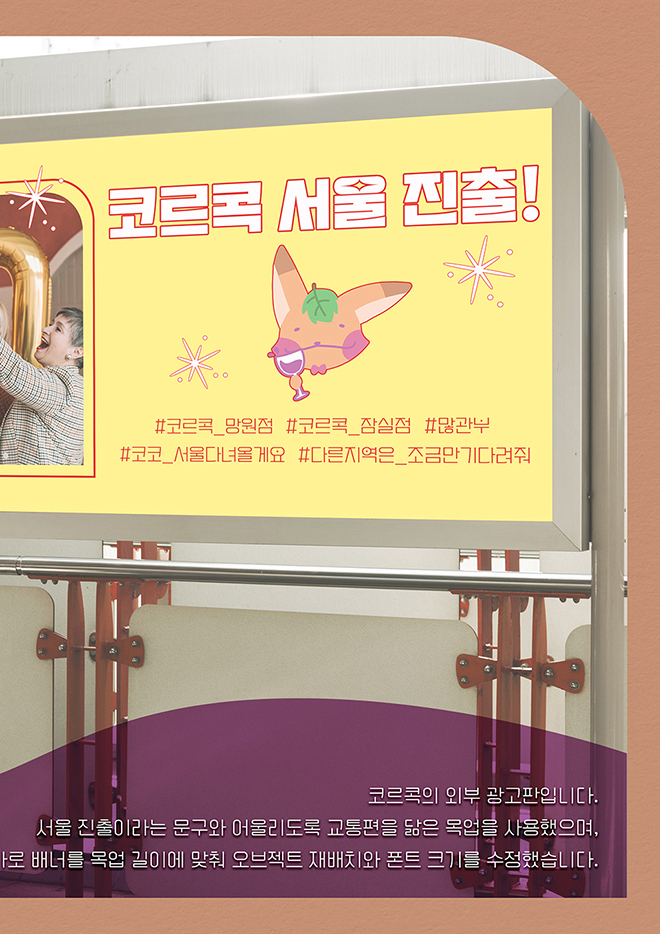 코르콕 서울 진출!
#코르콕_망원점 #코르콕_잠실점 #많관부
#코코_서울다녀올게요 #다른지역은_조금만기다려줘
코르콕의 외부 광고판입니다.
서울 진출이라는 문구와 어울리도록 교통편을 닮은 목업을 사용했으며,
배너를 목업 길이에 맞춰 오브젝트 재배치와 폰트 크기를 수정했습니다.